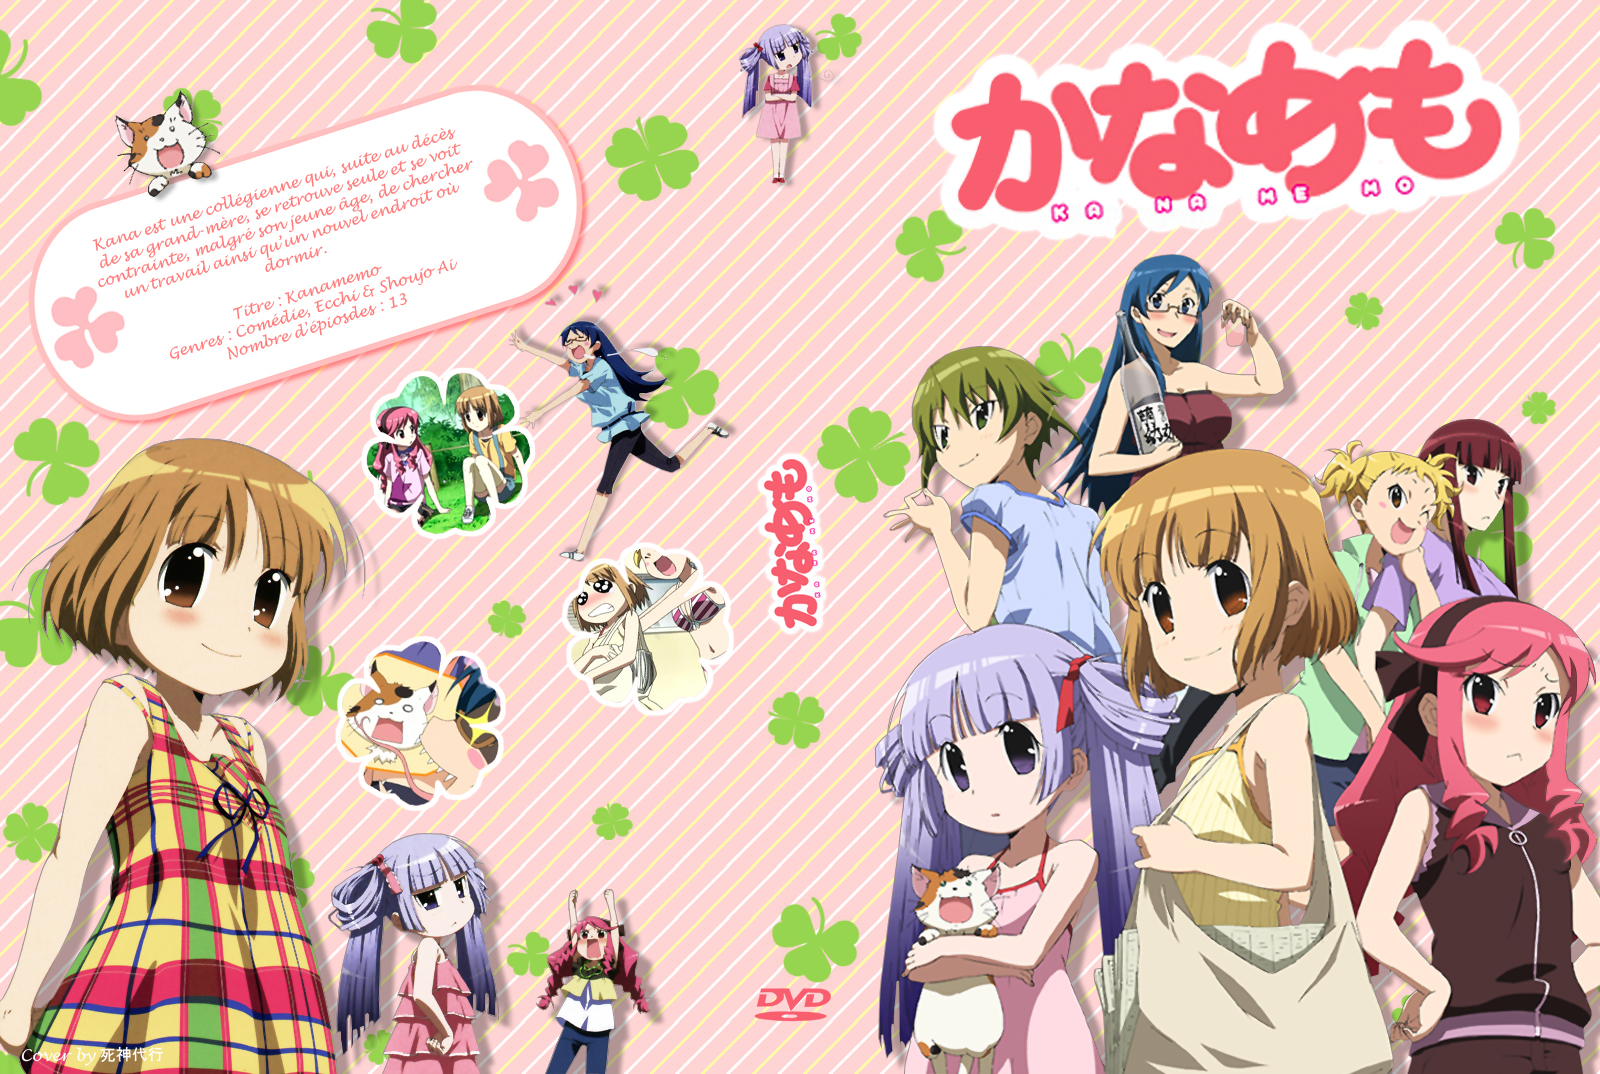 Kana est une collégienne qui, suite au décès
de sa grand-mère, se retrouve seule et se voit
contrainte, malgré son jeune âge, de chercher
un travail ainsi qu'un nouvel endroit où
dormir.
Titre : Kanamemo
Genres : Comédie, Ecchi & Shoujo Ai
Nombre d'épiosdes : 13
Cover by 死神代行
かなめも
DVD
かなめも
KA NA ME MO